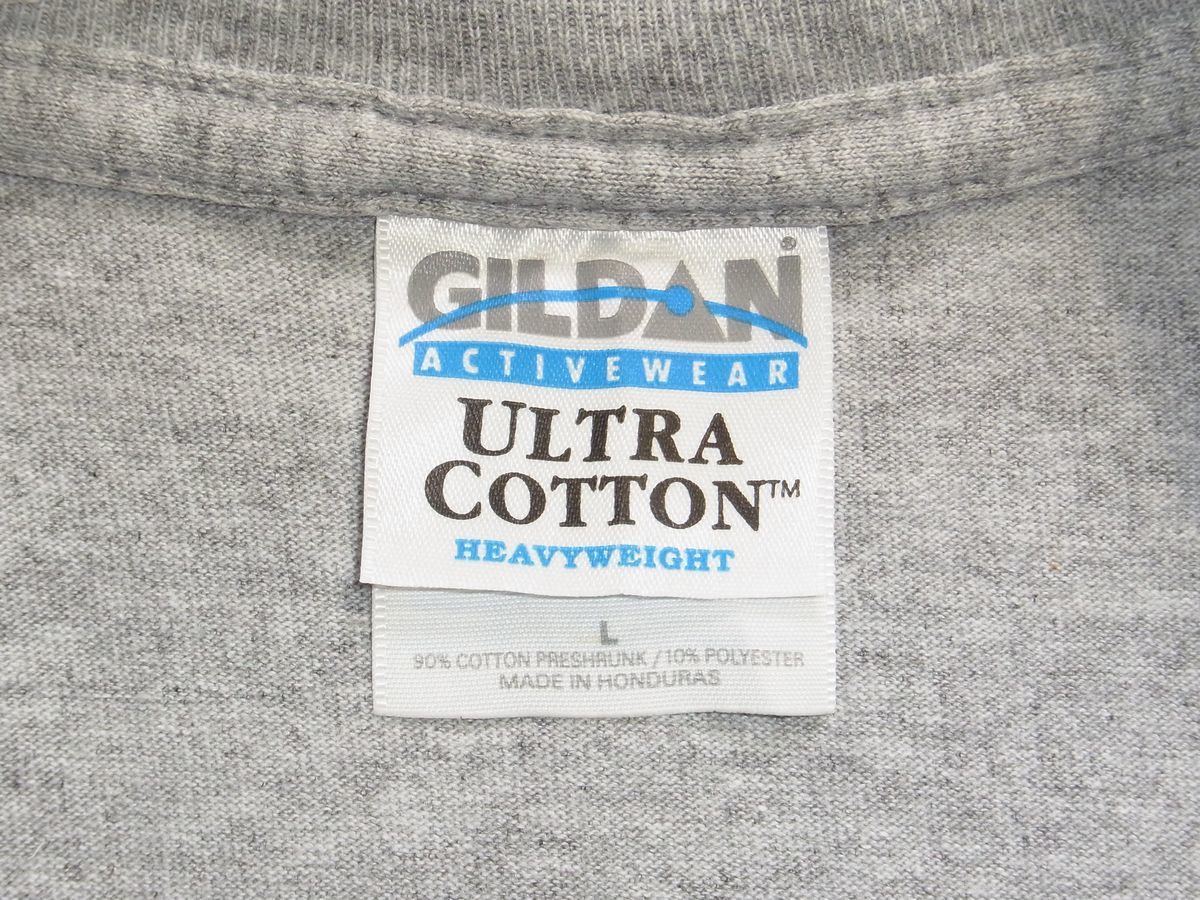 GILDAN®
ACTIVEWEAR
ULTRA
COTTON™
HEAVYWEIGHT
L
90% COTTON PRESHRUNK / 10% POLYESTER
MADE IN HONDURAS